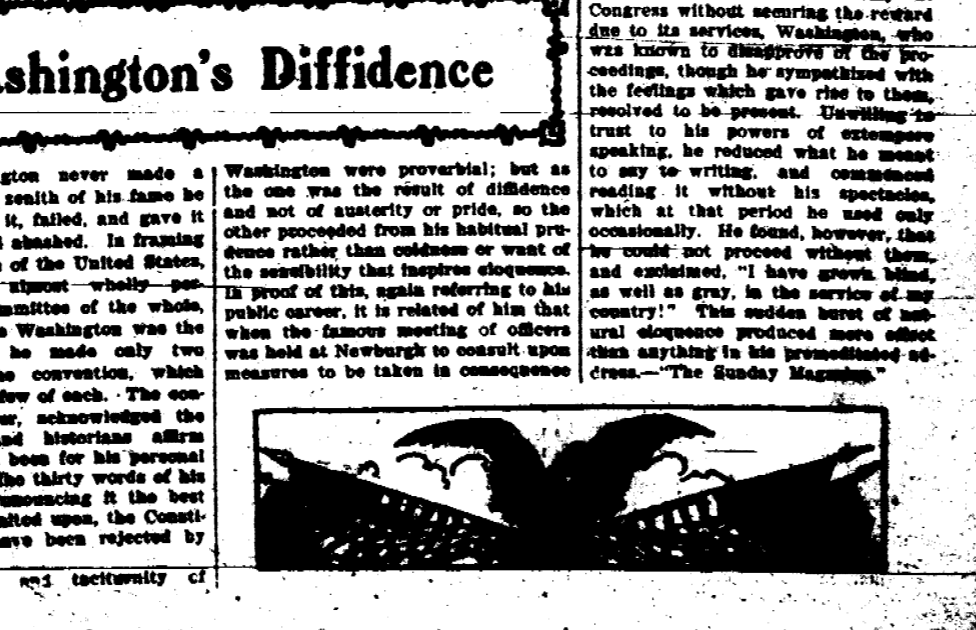 ashington's Diffidence
gton never made a
zenith of his fame he
it, failed, and gave it
abashed. In framing
of the United States,
almost wholly per-
mmittee of the whole,
Washington was the
he made only two
convention, which
few of each. The con-
er, acknowledged the
nd historians affirm
been for his personal
the thirty words of his
nouncing it the best
upon, the Consti-
ave been rejected by
and taciturnity of
Washington were proverbial; but as
the one was the result of diffidence
and not of austerity or pride, so the
other proceeded from his habitual pru-
dence rather than coldness or want of
the sensibility that inspires eloquence.
In proof of this, again referring to his
public career, it is related of him that
when the famous meeting of officers
was held at Newburgh to consult upon
measures to be taken in consequence
Congress without securing the reward
due to its services, Washington, who
was known to disapprove of the pro-
ceedings, though he sympathized with
the feelings which gave rise to them,
resolved to be present. Unwilling to
trust to his powers of extempore
speaking, he reduced what he meant
to say to writing, and commenced
reading it without his spectacles,
which at that period he used only
occasionally. He found, however, that
he could not proceed without them,
and exclaimed, "I have grown blind,
as well as gray, in the service of my
country!" This sudden burst of nat-
ural eloquence produced more effect
than anything in his premeditated ad-
dress.—"The Sunday Magazine."